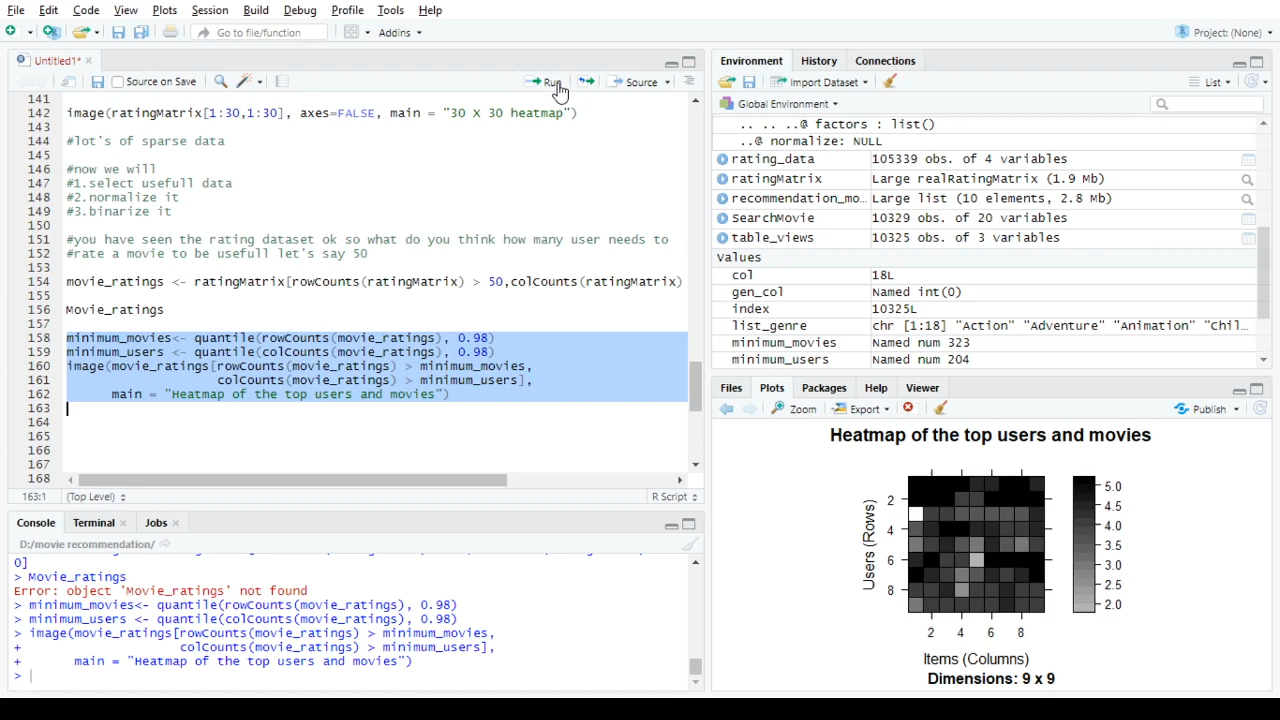 File Edit Code View Plots Session Build Debug Profile Tools Help
Go to file/function Addins Project: (None)
Untitled1*
Source on Save Run Source
141
142 image(ratingMatrix[1:30,1:30], axes=FALSE, main = "30 X 30 heatmap")
143
144 #lot's of sparse data
145
146 #now we will
147 #1.select usefull data
148 #2.normalize it
149 #3.binarize it
150
151 #you have seen the rating dataset ok so what do you think how many user needs to
152 #rate a movie to be usefull let's say 50
153
154 movie_ratings <- ratingMatrix[rowCounts(ratingMatrix) > 50,colCounts(ratingMatrix)
155
156 Movie_ratings
157
158 minimum_movies<- quantile(rowCounts(movie_ratings), 0.98)
159 minimum_users <- quantile(colCounts(movie_ratings), 0.98)
160 image(movie_ratings[rowCounts(movie_ratings) > minimum_movies,
161 colCounts(movie_ratings) > minimum_users],
162 main = "Heatmap of the top users and movies")
163
164
165
166
167
168
163:1 (Top Level) R Script
Console Terminal Jobs
D:/movie recommendation/
0]
> Movie_ratings
Error: object 'Movie_ratings' not found
> minimum_movies<- quantile(rowCounts(movie_ratings), 0.98)
> minimum_users <- quantile(colCounts(movie_ratings), 0.98)
> image(movie_ratings[rowCounts(movie_ratings) > minimum_movies,
+ colCounts(movie_ratings) > minimum_users],
+ main = "Heatmap of the top users and movies")
>
Environment History Connections
Import Dataset List
Global Environment
.. .. ..@ factors : list()
..@ normalize: NULL
rating_data 105339 obs. of 4 variables
ratingMatrix Large realRatingMatrix (1.9 Mb)
recommendation_mo… Large list (10 elements, 2.8 Mb)
SearchMovie 10329 obs. of 20 variables
table_views 10325 obs. of 3 variables
Values
col 18L
gen_col Named int(0)
index 10325L
list_genre chr [1:18] "Action" "Adventure" "Animation" "Chil…
minimum_movies Named num 323
minimum_users Named num 204
Files Plots Packages Help Viewer
Zoom Export Publish
Heatmap of the top users and movies
Users (Rows)
2
4
6
8
2 4 6 8
Items (Columns)
Dimensions: 9 x 9
5.0
4.5
4.0
3.5
3.0
2.5
2.0